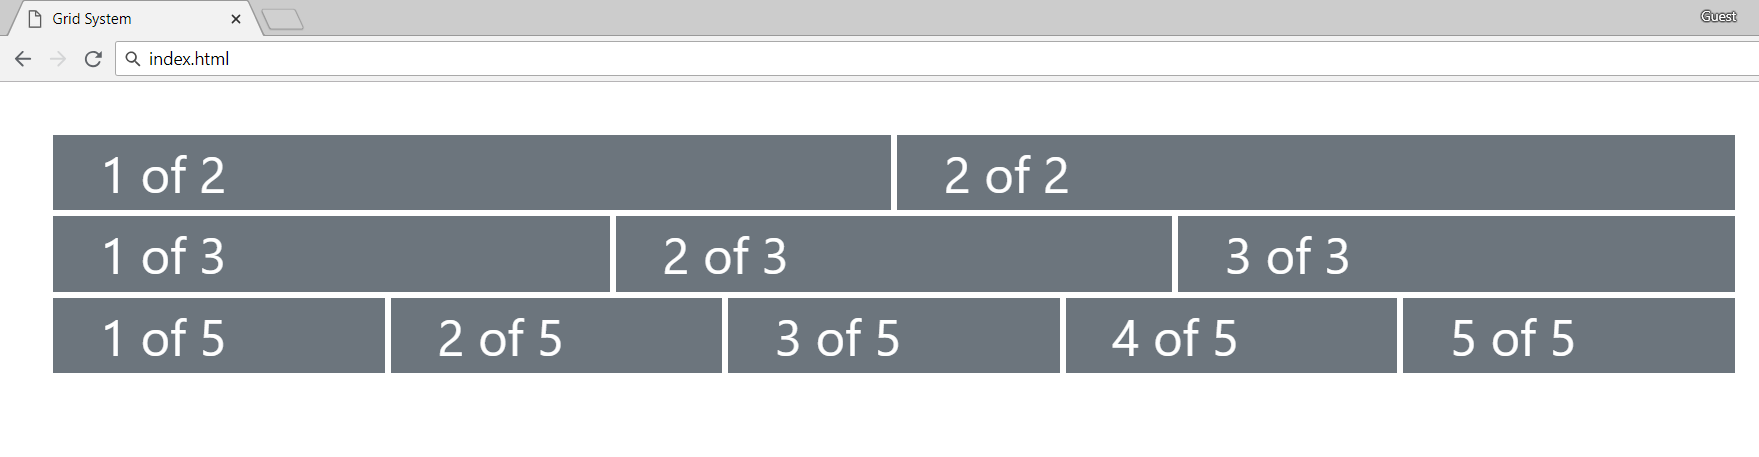 Grid System
Guest
index.html
1 of 2 2 of 2
1 of 3 2 of 3 3 of 3
1 of 5 2 of 5 3 of 5 4 of 5 5 of 5